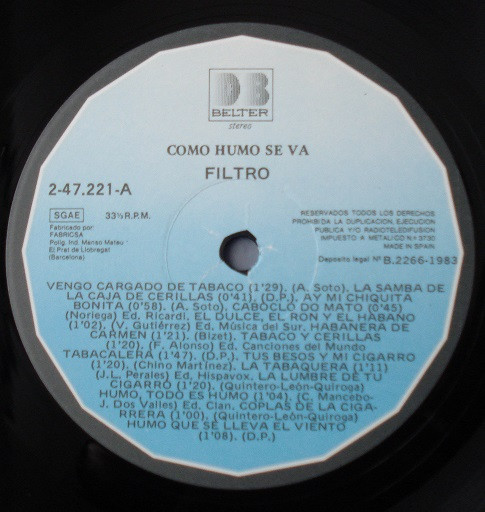 DB
BELTER
stereo
COMO HUMO SE VA
FILTRO
2-47.221-A
SGAE
33⅓ R.P.M.
Fabricado por:
FABRICSA
Polig. Ind. Manso Mateu
El Prat de Llobregat
(Barcelona)
RESERVADOS TODOS LOS DERECHOS
PROHIBIDA LA DUPLICACION, EJECUCION
PUBLICA Y/O RADIOTELEDIFUSION
IMPUESTO A METALICO N.º 3730
MADE IN SPAIN
Depósito legal Nº B.2266-1983
VENGO CARGADO DE TABACO (1'29). (A. Soto). LA SAMBA DE
LA CAJA DE CERILLAS (0'41). (D.P.). AY MI CHIQUITA
BONITA (0'58). (A. Soto). CABOCLO DO MATO (0'45)
(Noriega) Ed. Ricardi. EL DULCE, EL RON Y EL HABANO
(1'02). (V. Gutiérrez) Ed. Música del Sur. HABANERA DE
CARMEN (1'21). (Bizet). TABACO Y CERILLAS
(1'20). (F. Alonso) Ed. Canciones del Mundo
TABACALERA (1'47). (D.P.). TUS BESOS Y MI CIGARRO
(1'20). (Chino Martínez). LA TABAQUERA (1'11)
(J.L. Perales) Ed. Hispavox. LA LUMBRE DE TU
CIGARRO (1'20). (Quintero-León-Quiroga)
HUMO, TODO ES HUMO (1'04). (C. Mancebo-
J. Dos Valles) Ed. Clan. COPLAS DE LA CIGA-
RRERA (1'00). (Quintero-León-Quiroga)
HUMO QUE SE LLEVA EL VIENTO
(1'08). (D.P.)